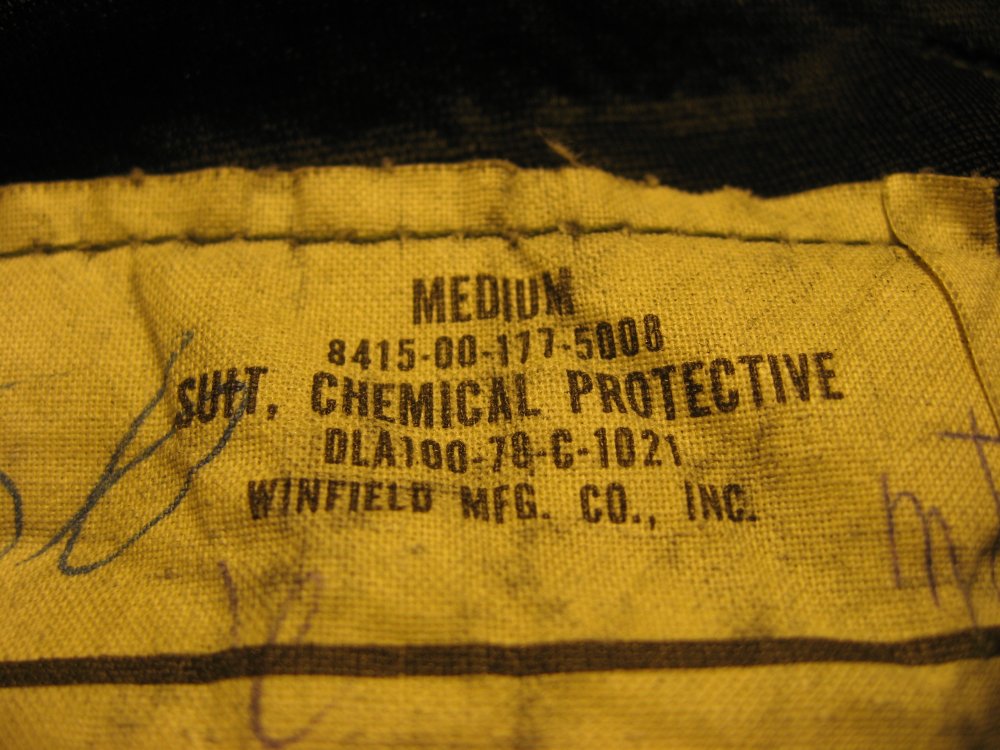 MEDIUM
8415-00-177-5008
SUIT, CHEMICAL PROTECTIVE
DLA100-78-C-1021
WINFIELD MFG. CO., INC.